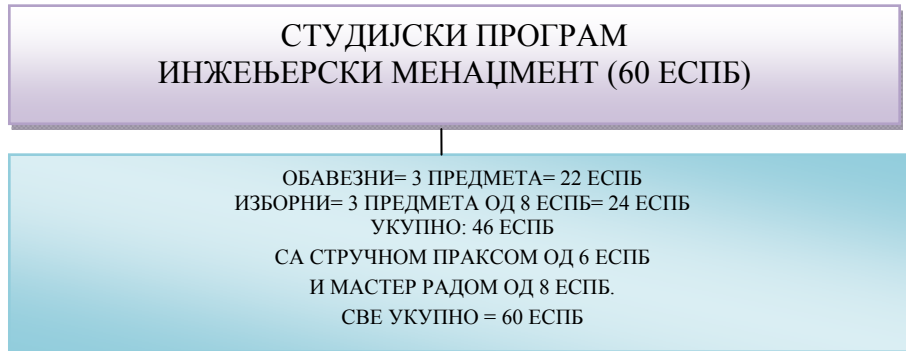 СТУДИЈСКИ ПРОГРАМ
ИНЖЕЊЕРСКИ МЕНАЏМЕНТ (60 ЕСПБ)
ОБАВЕЗНИ= 3 ПРЕДМЕТА= 22 ЕСПБ
ИЗБОРНИ= 3 ПРЕДМЕТА ОД 8 ЕСПБ= 24 ЕСПБ
УКУПНО: 46 ЕСПБ
СА СТРУЧНОМ ПРАКСОМ ОД 6 ЕСПБ
И МАСТЕР РАДОМ ОД 8 ЕСПБ.
СВЕ УКУПНО = 60 ЕСПБ